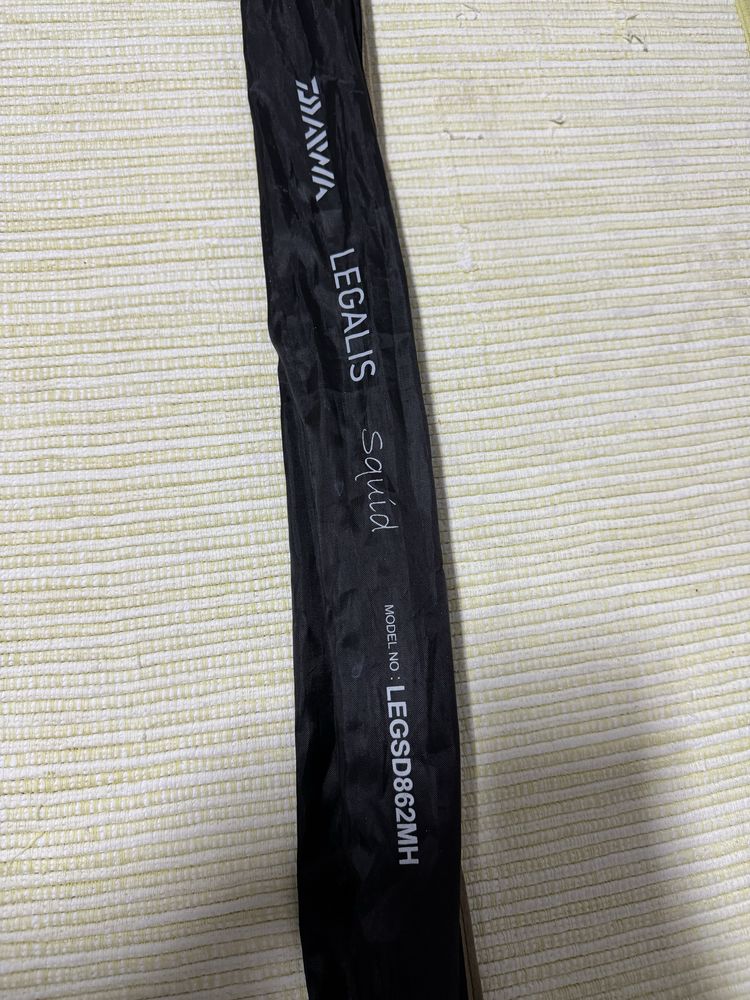 DAIWA
LEGALIS
Squid
MODEL NO : LEGSD862MH